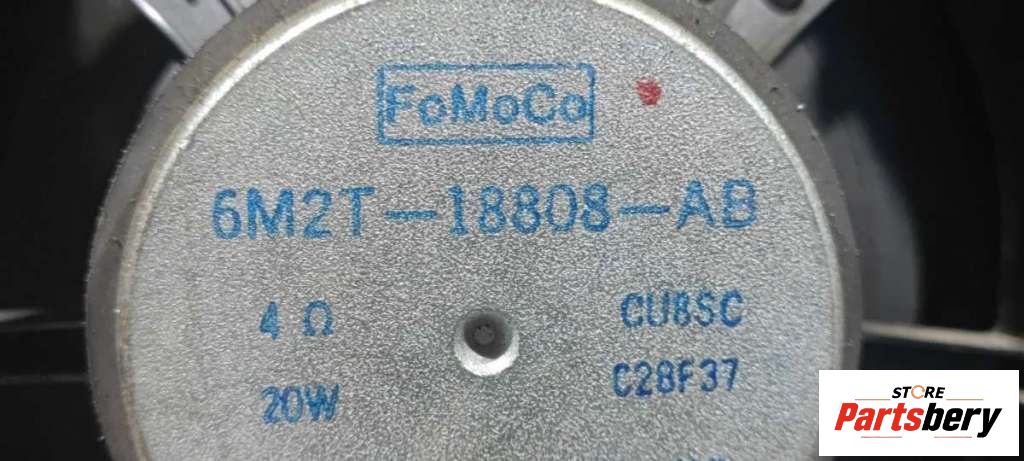 FoMoCo
6M2T-18808-AB
4 Ω CU8SC
20W C28F37
STORE
Partsbery